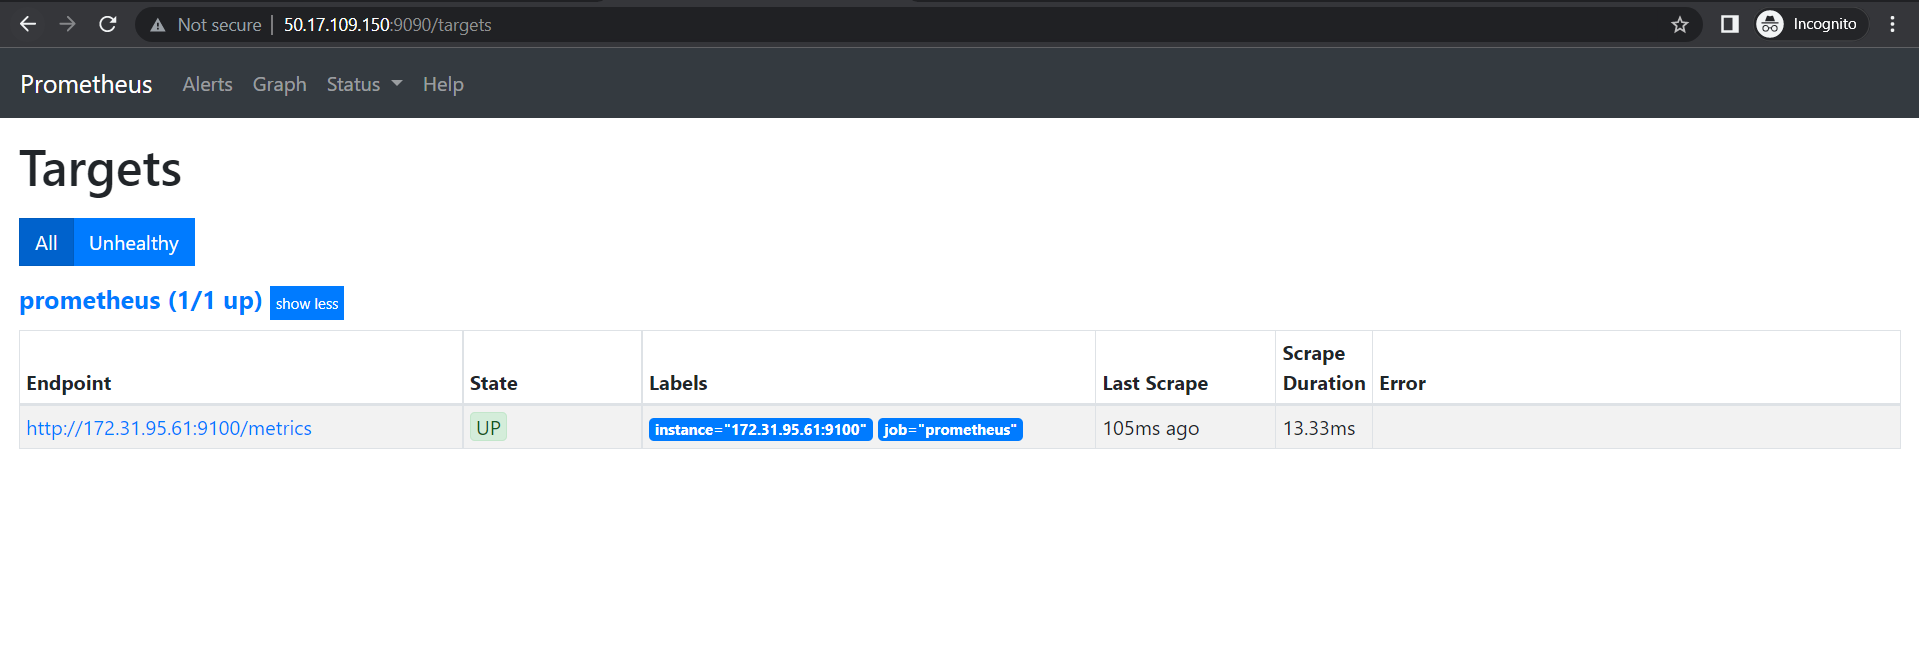 Not secure | 50.17.109.150:9090/targets Incognito
Prometheus Alerts Graph Status Help
Targets
All Unhealthy
prometheus (1/1 up) show less
Endpoint State Labels Last Scrape Scrape Duration Error
http://172.31.95.61:9100/metrics UP instance="172.31.95.61:9100" job="prometheus" 105ms ago 13.33ms